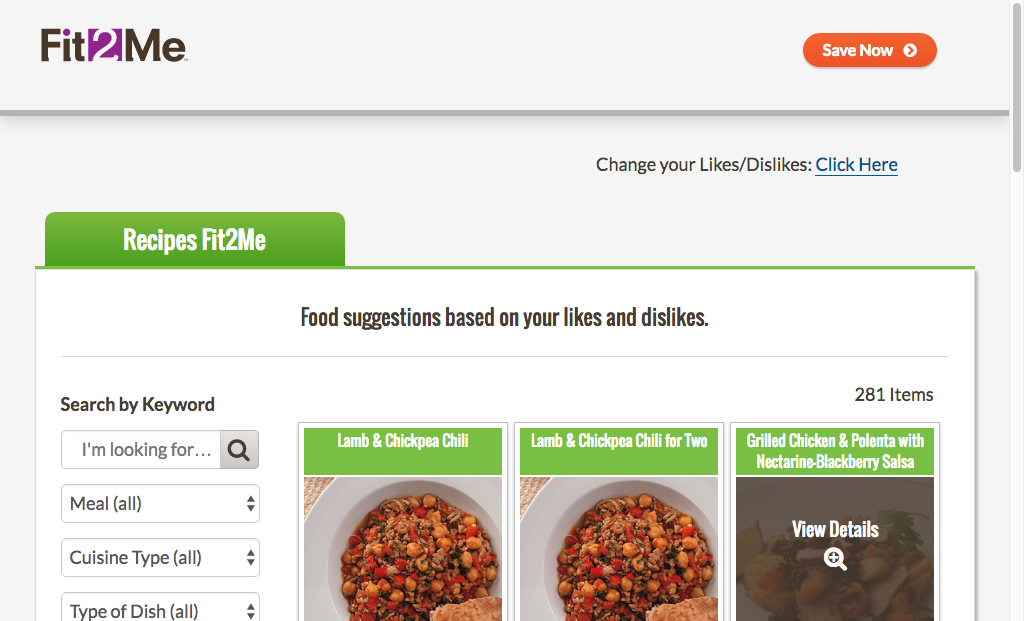 Fit2Me
Save Now
Change your Likes/Dislikes: Click Here
Recipes Fit2Me
Food suggestions based on your likes and dislikes.
281 Items
Search by Keyword
I'm looking for…
Meal (all)
Cuisine Type (all)
Type of Dish (all)
Lamb & Chickpea Chili
Lamb & Chickpea Chili for Two
Grilled Chicken & Polenta with
Nectarine-Blackberry Salsa
View Details